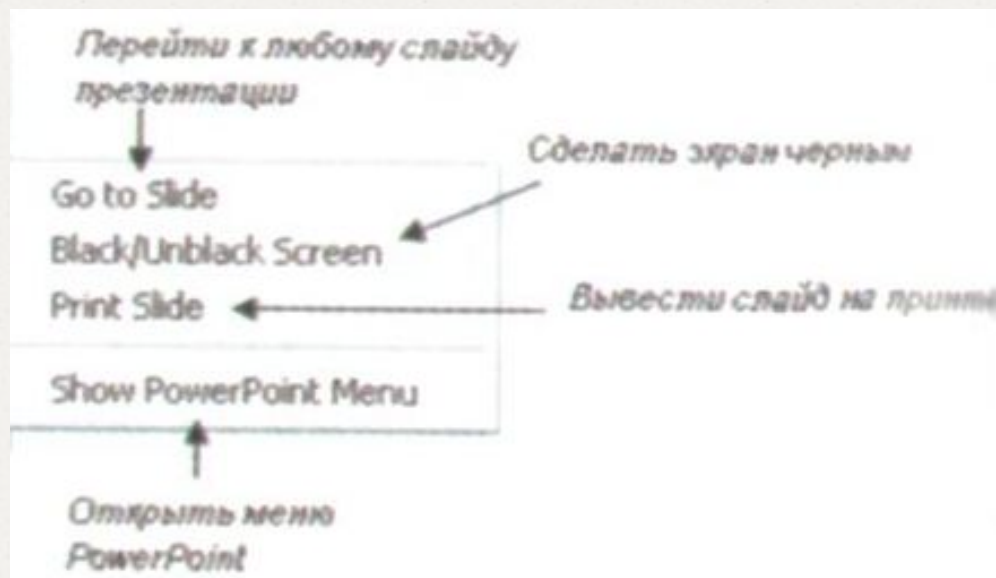 Перейти к любому слайду
презентации
Сделать экран черным
Go to Slide
Black/Unblack Screen
Print Slide
Вывести слайд на
Show PowerPoint Menu
Открыть меню
PowerPoint